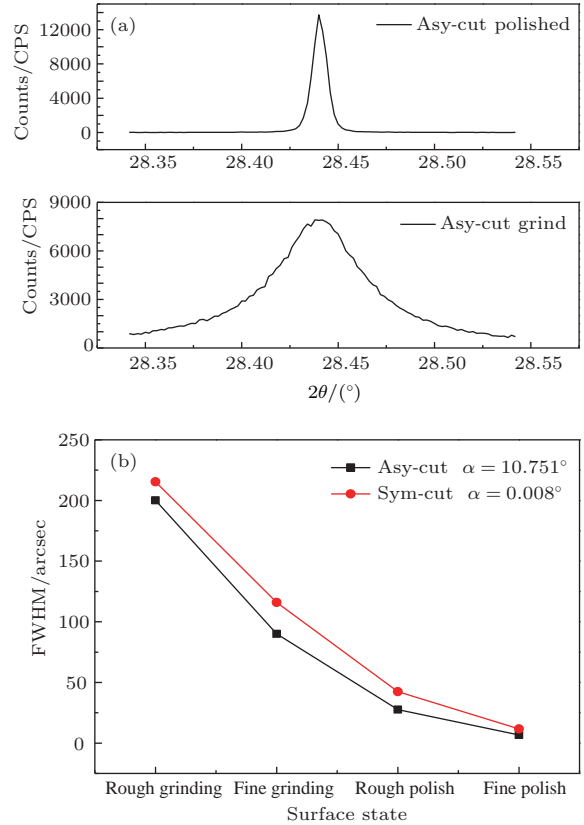 (a)
Asy-cut polished
Counts/CPS
12000
8000
4000
0
28.35 28.40 28.45 28.50 28.55
Asy-cut grind
Counts/CPS
9000
6000
3000
0
28.35 28.40 28.45 28.50 28.55
2θ/(°)
(b)
Asy-cut α = 10.751°
Sym-cut α = 0.008°
FWHM/arcsec
250
200
150
100
50
0
Rough grinding Fine grinding Rough polish Fine polish
Surface state